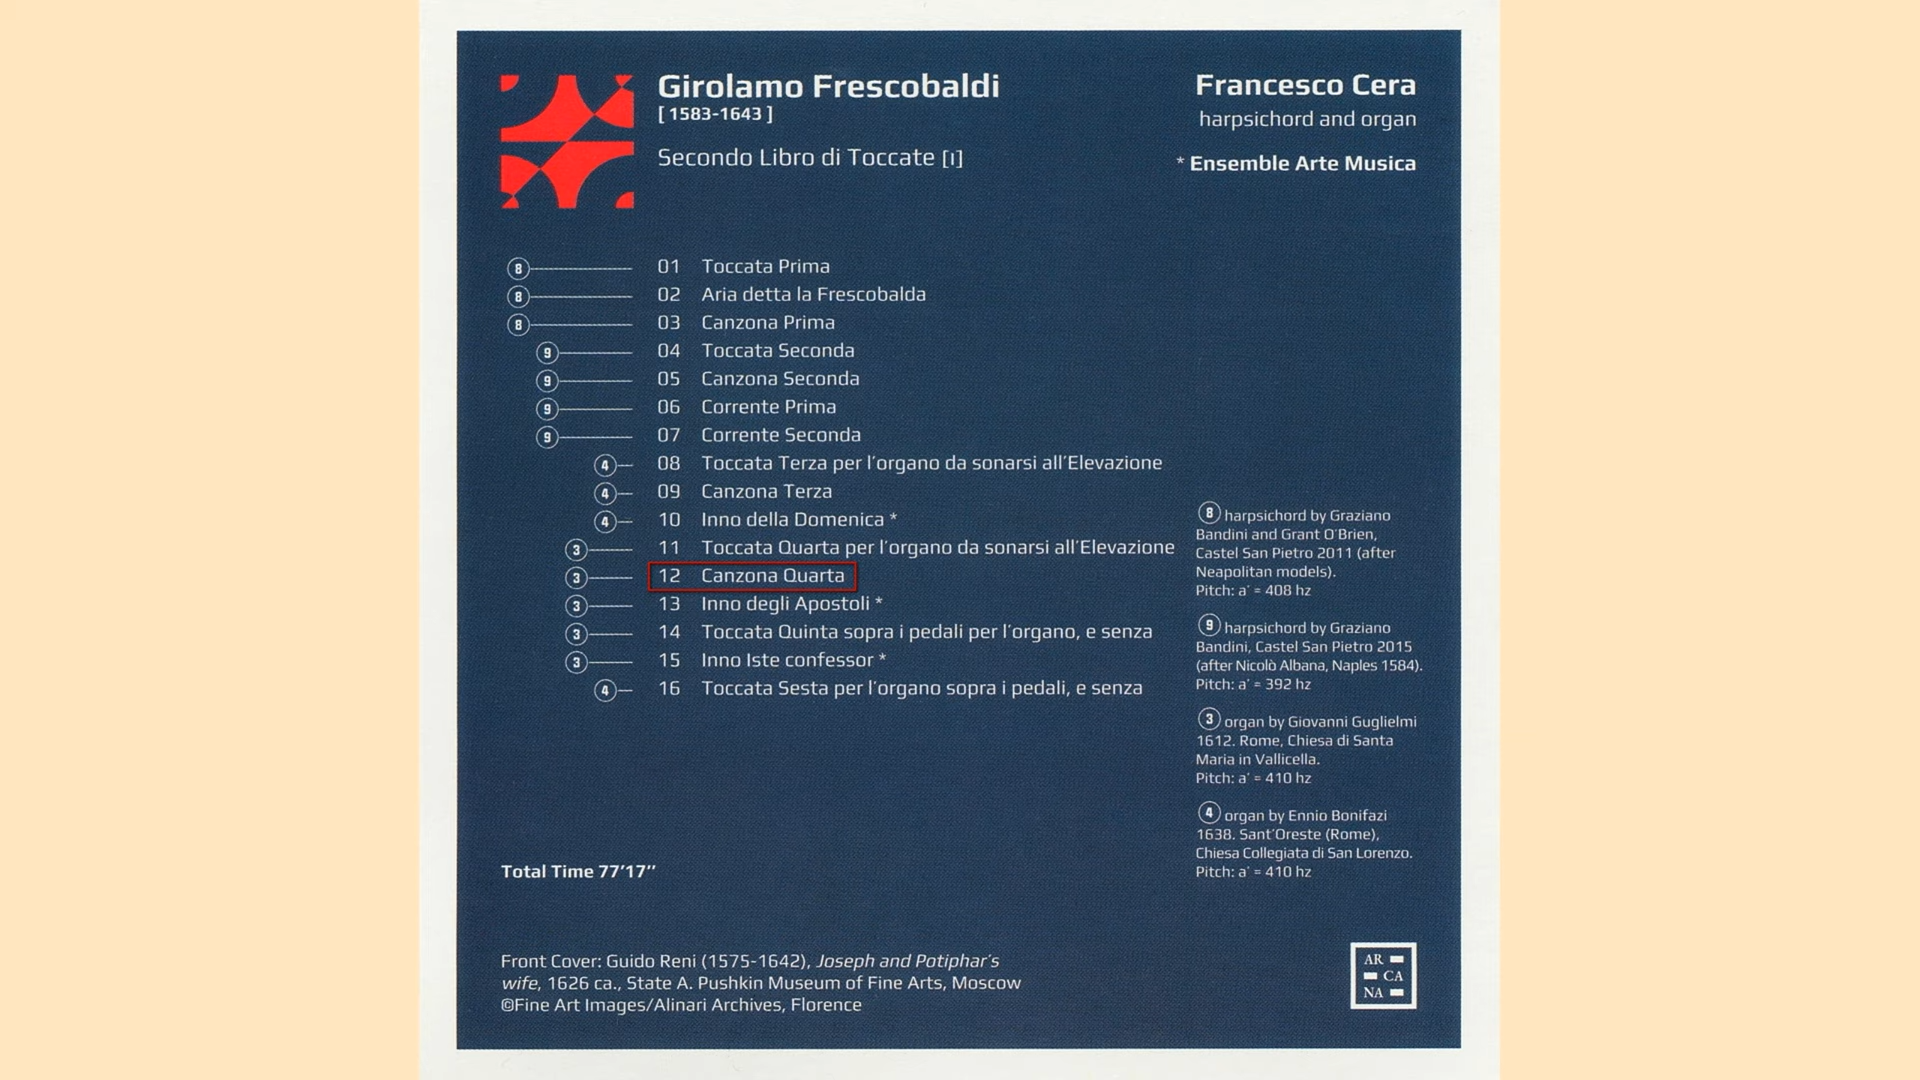 Girolamo Frescobaldi
[ 1583-1643 ]
Secondo Libro di Toccate [I]
Francesco Cera
harpsichord and organ
* Ensemble Arte Musica
8 01 Toccata Prima
8 02 Aria detta la Frescobalda
8 03 Canzona Prima
9 04 Toccata Seconda
9 05 Canzona Seconda
9 06 Corrente Prima
9 07 Corrente Seconda
4 08 Toccata Terza per l'organo da sonarsi all'Elevazione
4 09 Canzona Terza
4 10 Inno della Domenica *
3 11 Toccata Quarta per l'organo da sonarsi all'Elevazione
3 12 Canzona Quarta
3 13 Inno degli Apostoli *
3 14 Toccata Quinta sopra i pedali per l'organo, e senza
3 15 Inno Iste confessor *
4 16 Toccata Sesta per l'organo sopra i pedali, e senza
8 harpsichord by Graziano
Bandini and Grant O'Brien,
Castel San Pietro 2011 (after
Neapolitan models).
Pitch: a' = 408 hz
9 harpsichord by Graziano
Bandini, Castel San Pietro 2015
(after Nicolò Albana, Naples 1584).
Pitch: a' = 392 hz
3 organ by Giovanni Guglielmi
1612. Rome, Chiesa di Santa
Maria in Vallicella.
Pitch: a' = 410 hz
4 organ by Ennio Bonifazi
1638. Sant'Oreste (Rome),
Chiesa Collegiata di San Lorenzo.
Pitch: a' = 410 hz
Total Time 77'17''
Front Cover: Guido Reni (1575-1642), Joseph and Potiphar's
wife, 1626 ca., State A. Pushkin Museum of Fine Arts, Moscow
©Fine Art Images/Alinari Archives, Florence
AR
CA
NA